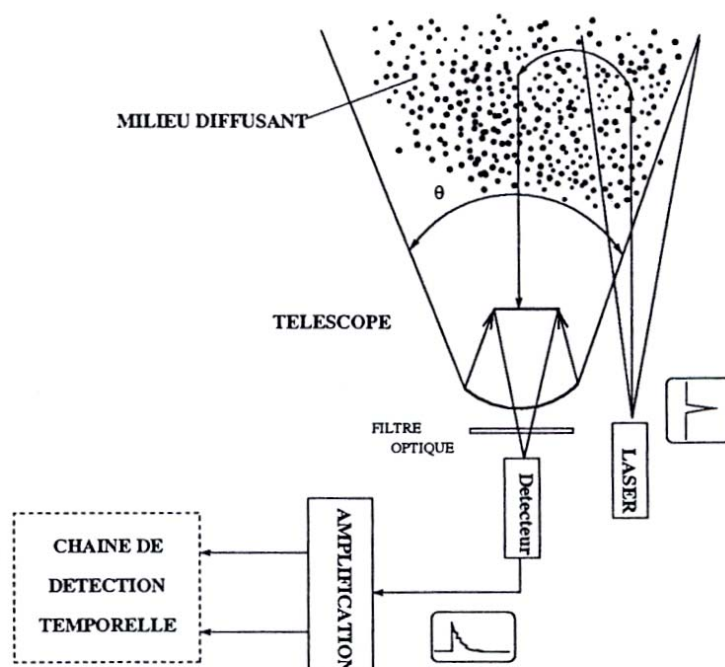 MILIEU DIFFUSANT
θ
TELESCOPE
FILTRE
OPTIQUE
Detecteur
LASER
AMPLIFICATION
CHAINE DE
DETECTION
TEMPORELLE